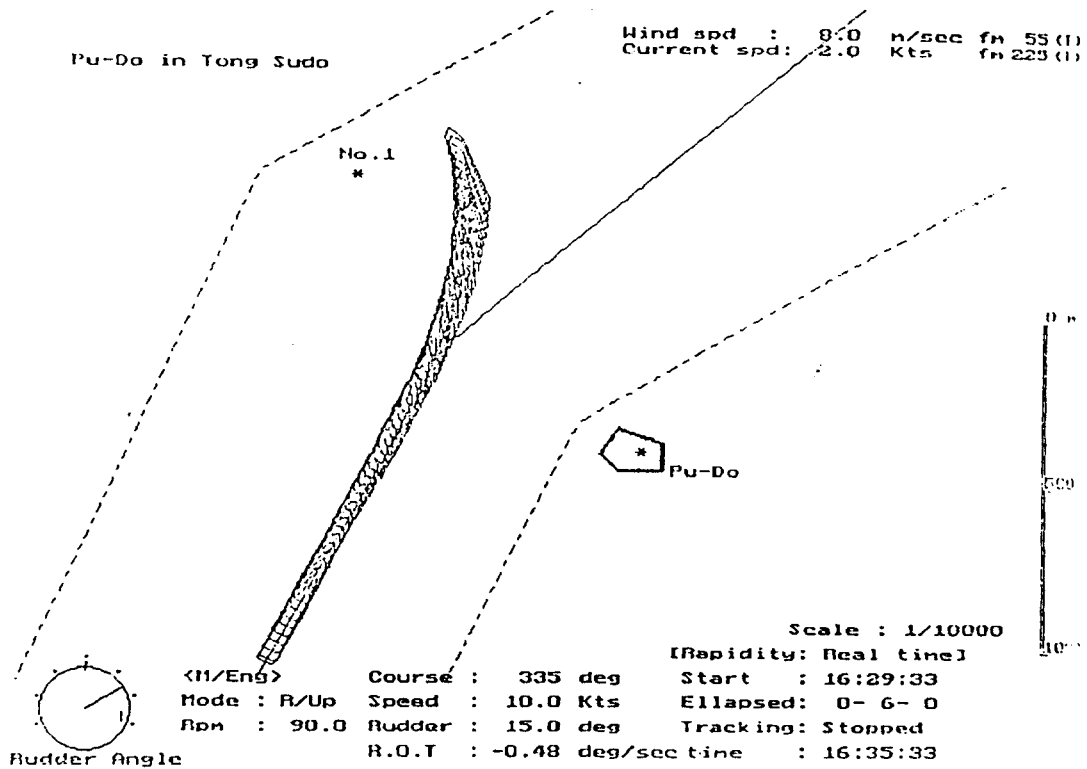 Pu-Do in Tong Sudo
Wind spd : 8.0 m/sec fm 55 (T)
Current spd: 2.0 Kts fm 225 (T)
No.1
*
0 m
*
Pu-Do
500
Scale : 1/10000
[Rapidity: Real time]
<M/Eng> Course : 335 deg Start : 16:29:33
Mode : R/Up Speed : 10.0 Kts Ellapsed: 0- 6- 0
Rpm : 90.0 Rudder : 15.0 deg Tracking: Stopped
R.O.T : -0.48 deg/sec time : 16:35:33
Rudder Angle